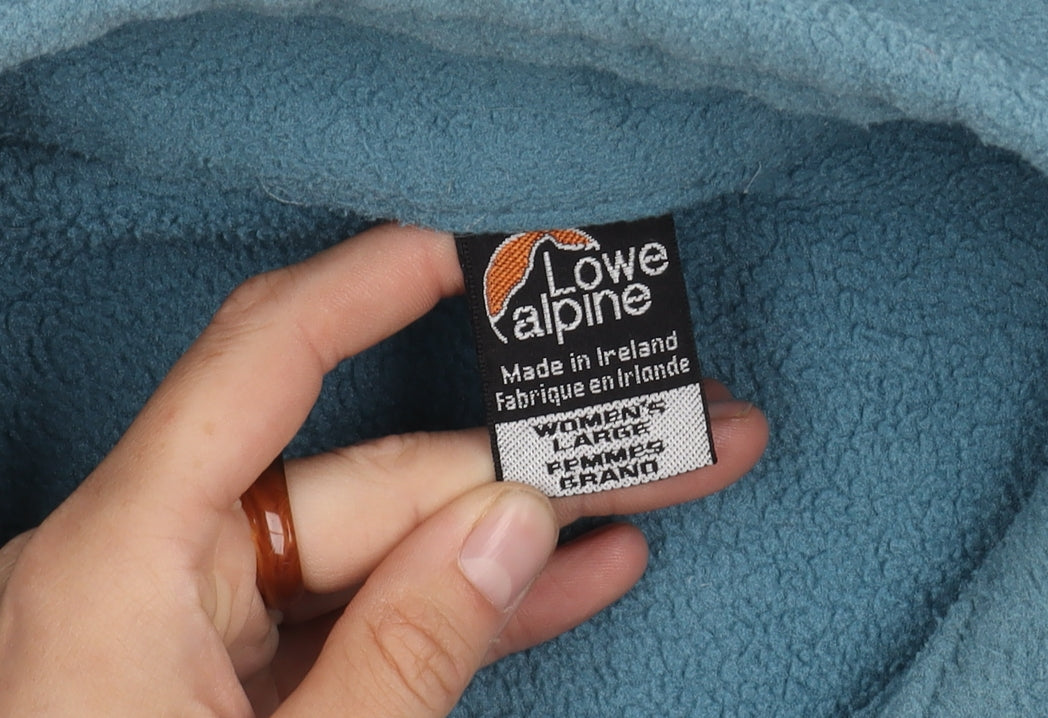 Lowe
alpine
Made in Ireland
Fabrique en Irlande
WOMEN'S
LARGE
FEMMES
GRAND